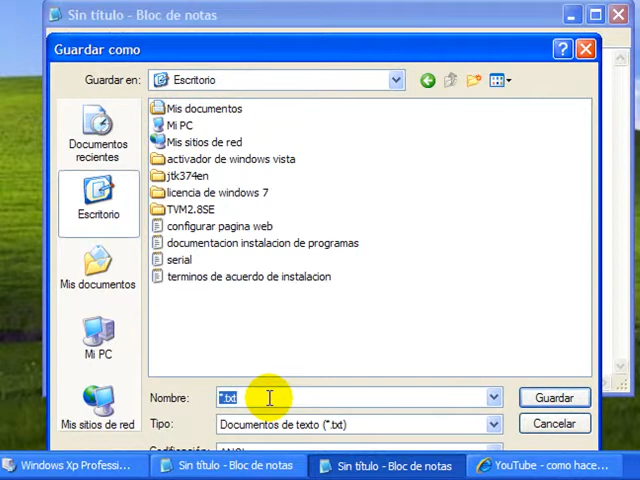 Sin título - Bloc de notas
Guardar como
Guardar en:
Escritorio
Documentos
recientes
Escritorio
Mis documentos
Mi PC
Mis sitios de red
Mis documentos
Mi PC
Mis sitios de red
activador de windows vista
jtk374en
licencia de windows 7
TVM2.8SE
configurar pagina web
documentacion instalacion de programas
serial
terminos de acuerdo de instalacion
Nombre:
*.txt
Guardar
Tipo:
Documentos de texto (*.txt)
Cancelar
Codificación:
ANSI
Windows Xp Professi...
Sin título - Bloc de notas
Sin título - Bloc de notas
YouTube - como hace...